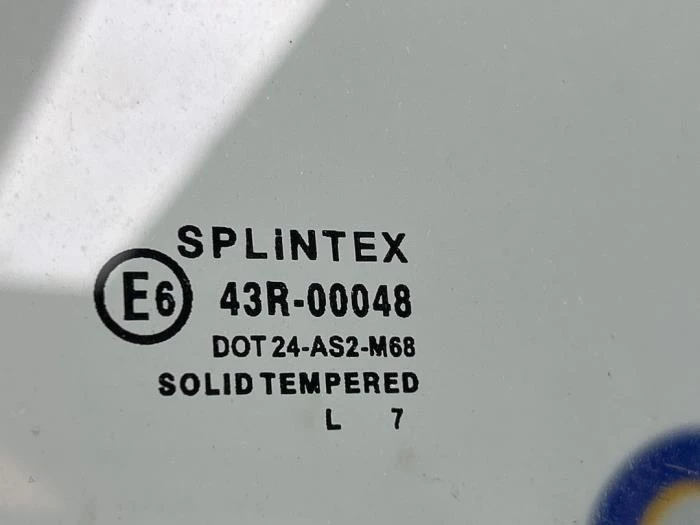 SPLiNTEX
E6 43R-00048
DOT 24-AS2-M68
SOLID TEMPERED
L 7